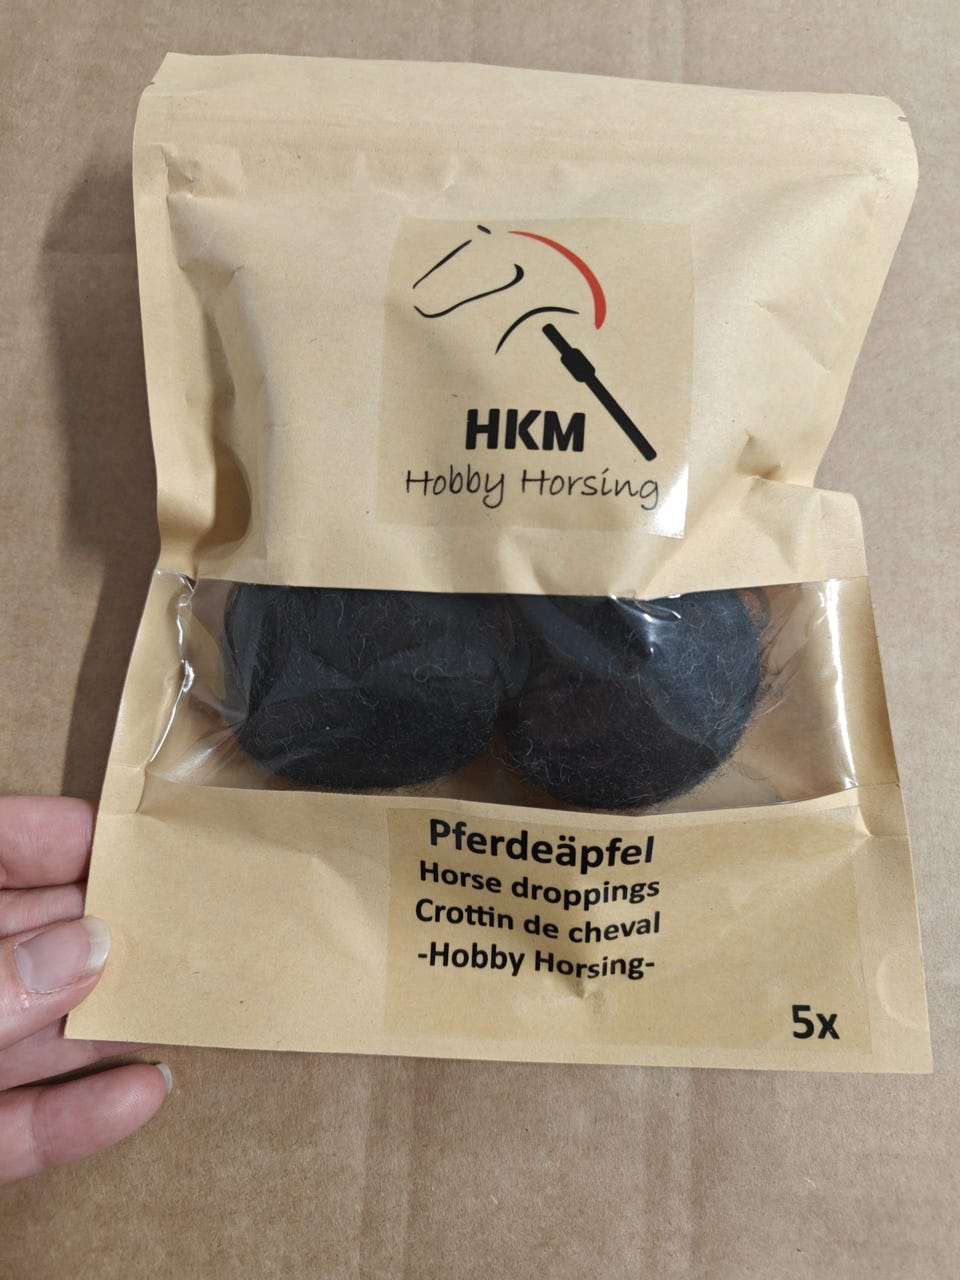 HKM
Hobby Horsing
Pferdeäpfel
Horse droppings
Crottin de cheval
-Hobby Horsing-
5x